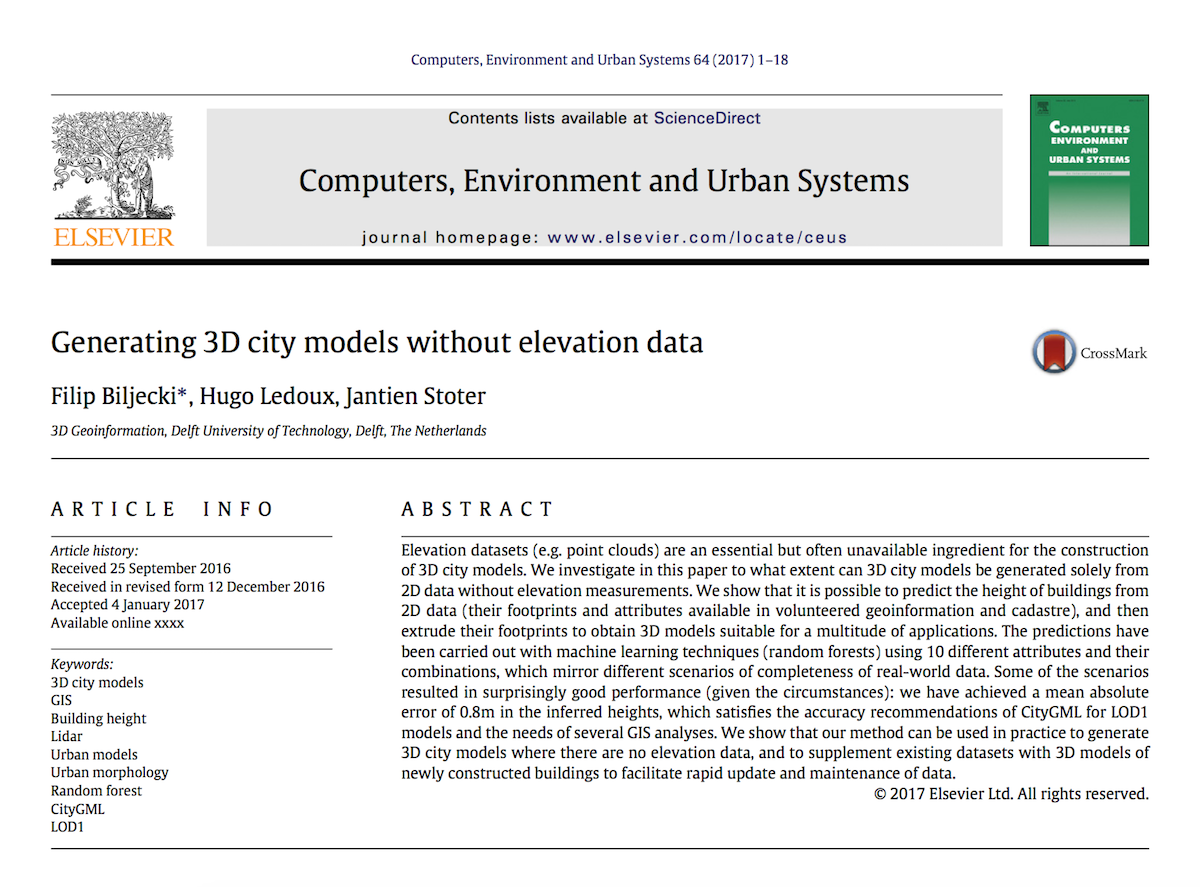 Computers, Environment and Urban Systems 64 (2017) 1–18
Contents lists available at ScienceDirect
Computers, Environment and Urban Systems
journal homepage: www.elsevier.com/locate/ceus
ELSEVIER
COMPUTERS
ENVIRONMENT
AND
URBAN SYSTEMS
Generating 3D city models without elevation data
CrossMark
Filip Biljecki*, Hugo Ledoux, Jantien Stoter
3D Geoinformation, Delft University of Technology, Delft, The Netherlands
ARTICLE INFO
Article history:
Received 25 September 2016
Received in revised form 12 December 2016
Accepted 4 January 2017
Available online xxxx
Keywords:
3D city models
GIS
Building height
Lidar
Urban models
Urban morphology
Random forest
CityGML
LOD1
ABSTRACT
Elevation datasets (e.g. point clouds) are an essential but often unavailable ingredient for the construction
of 3D city models. We investigate in this paper to what extent can 3D city models be generated solely from
2D data without elevation measurements. We show that it is possible to predict the height of buildings from
2D data (their footprints and attributes available in volunteered geoinformation and cadastre), and then
extrude their footprints to obtain 3D models suitable for a multitude of applications. The predictions have
been carried out with machine learning techniques (random forests) using 10 different attributes and their
combinations, which mirror different scenarios of completeness of real-world data. Some of the scenarios
resulted in surprisingly good performance (given the circumstances): we have achieved a mean absolute
error of 0.8m in the inferred heights, which satisfies the accuracy recommendations of CityGML for LOD1
models and the needs of several GIS analyses. We show that our method can be used in practice to generate
3D city models where there are no elevation data, and to supplement existing datasets with 3D models of
newly constructed buildings to facilitate rapid update and maintenance of data.
© 2017 Elsevier Ltd. All rights reserved.